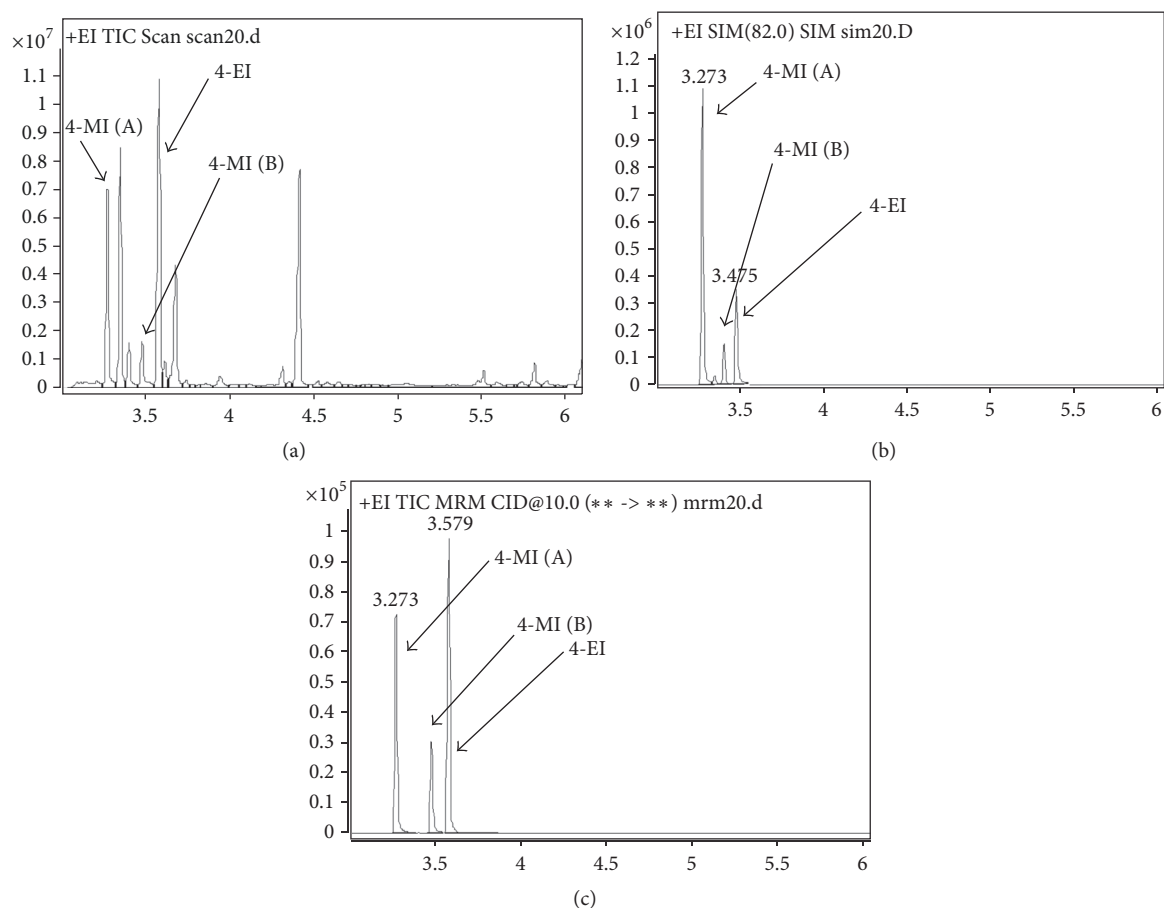 ×10⁷
+EI TIC Scan scan20.d
4-EI
4-MI (A)
4-MI (B)
1.1
1
0.9
0.8
0.7
0.6
0.5
0.4
0.3
0.2
0.1
0
3.5 4 4.5 5 5.5 6
(a)
×10⁶
+EI SIM(82.0) SIM sim20.D
3.273
4-MI (A)
4-MI (B)
4-EI
3.475
1.2
1.1
1
0.9
0.8
0.7
0.6
0.5
0.4
0.3
0.2
0.1
0
3.5 4 4.5 5 5.5 6
(b)
×10⁵
+EI TIC MRM CID@10.0 (** -> **) mrm20.d
3.579
4-MI (A)
3.273
4-MI (B)
4-EI
1
0.9
0.8
0.7
0.6
0.5
0.4
0.3
0.2
0.1
0
3.5 4 4.5 5 5.5 6
(c)